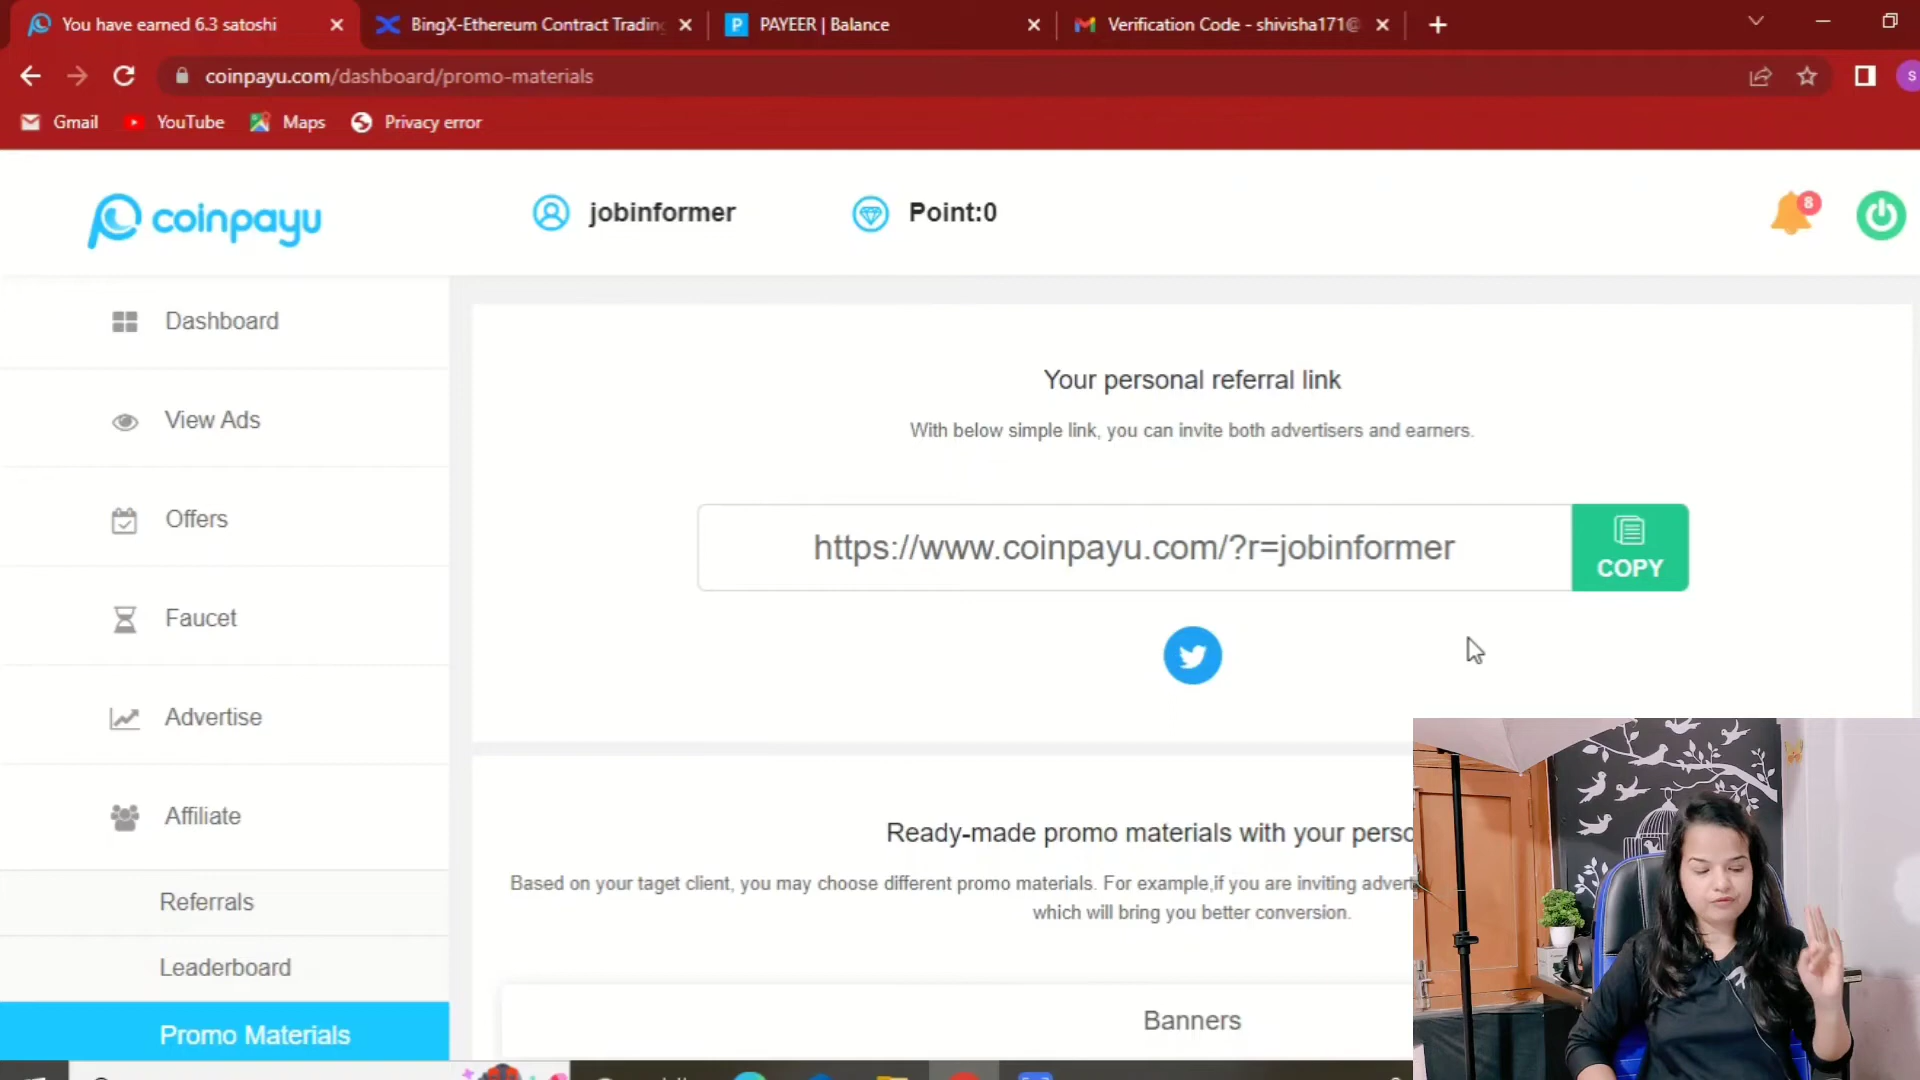 You have earned 6.3 satoshi
BingX-Ethereum Contract Trading
PAYEER | Balance
Verification Code - shivisha171@
coinpayu.com/dashboard/promo-materials
S
Gmail
YouTube
Maps
Privacy error
coinpayu
jobinformer
Point:0
8
Dashboard
View Ads
Offers
Faucet
Advertise
Affiliate
Referrals
Leaderboard
Promo Materials
Your personal referral link
With below simple link, you can invite both advertisers and earners.
https://www.coinpayu.com/?r=jobinformer
COPY
Ready-made promo materials with your perso
Based on your taget client, you may choose different promo materials. For example,if you are inviting advert
which will bring you better conversion.
Banners